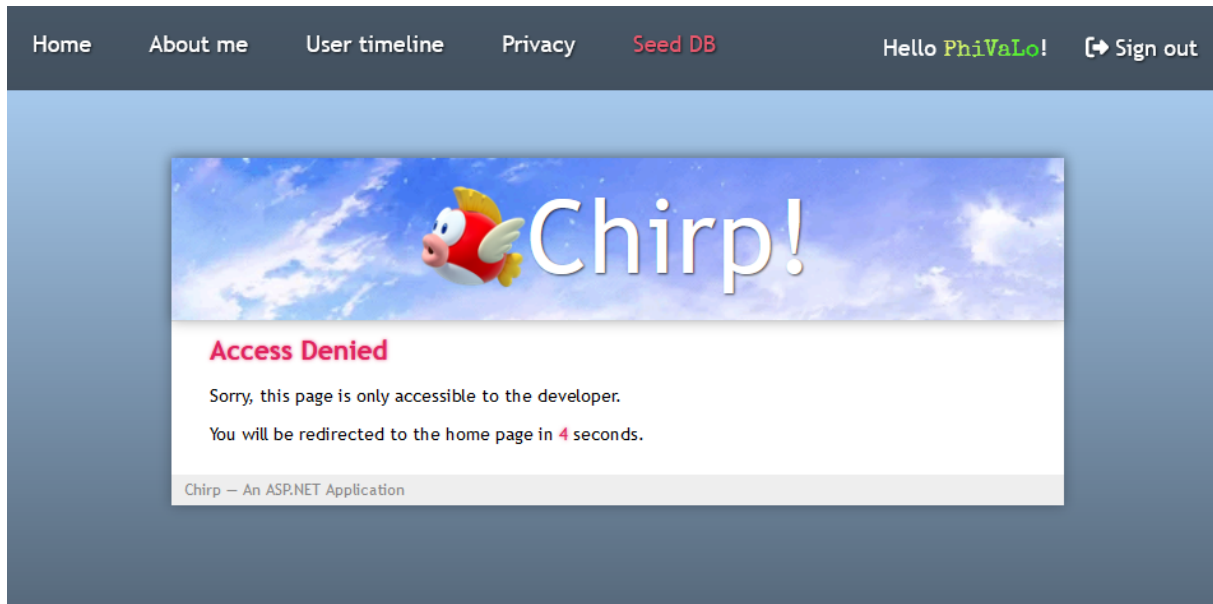 Home About me User timeline Privacy Seed DB Hello PhiVaLo! Sign out
Chirp!
Access Denied
Sorry, this page is only accessible to the developer.
You will be redirected to the home page in 4 seconds.
Chirp — An ASP.NET Application